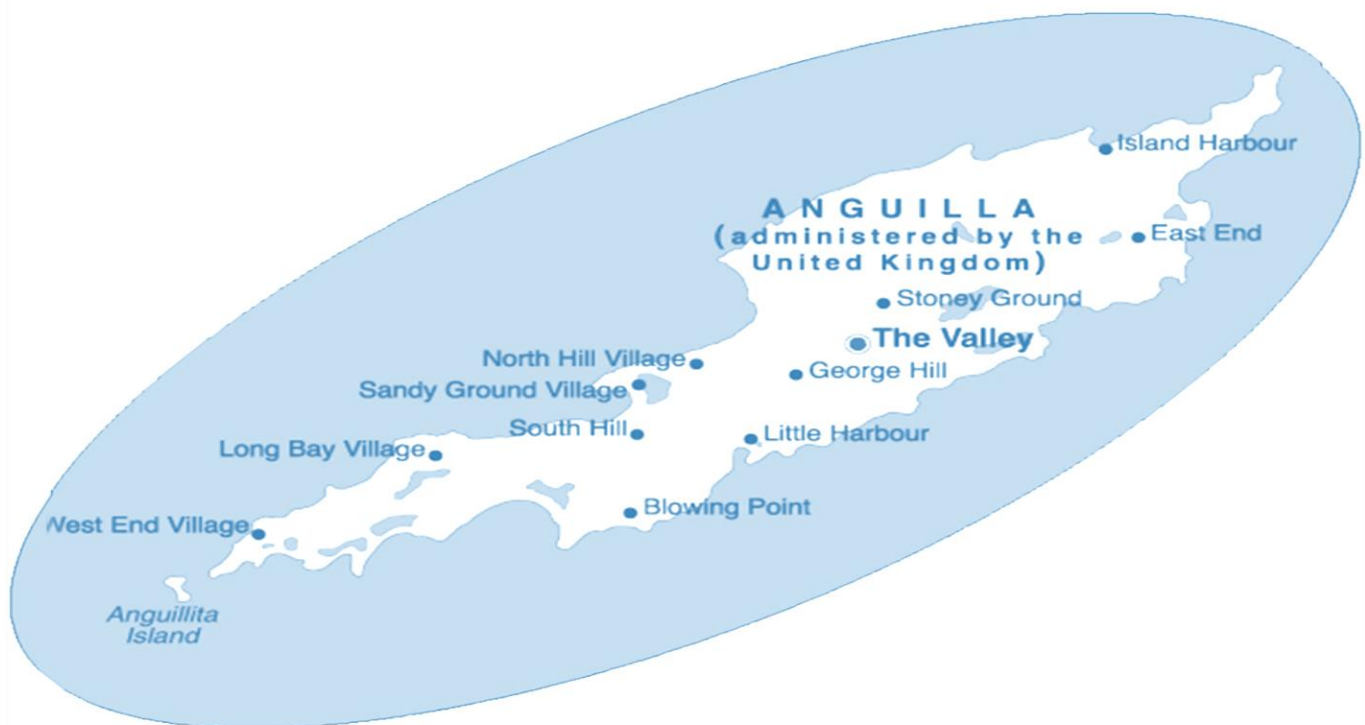 Island Harbour
ANGUILLA
(administered by the
United Kingdom)
East End
Stoney Ground
The Valley
North Hill Village
George Hill
Sandy Ground Village
South Hill
Little Harbour
Long Bay Village
Blowing Point
West End Village
Anguillita
Island